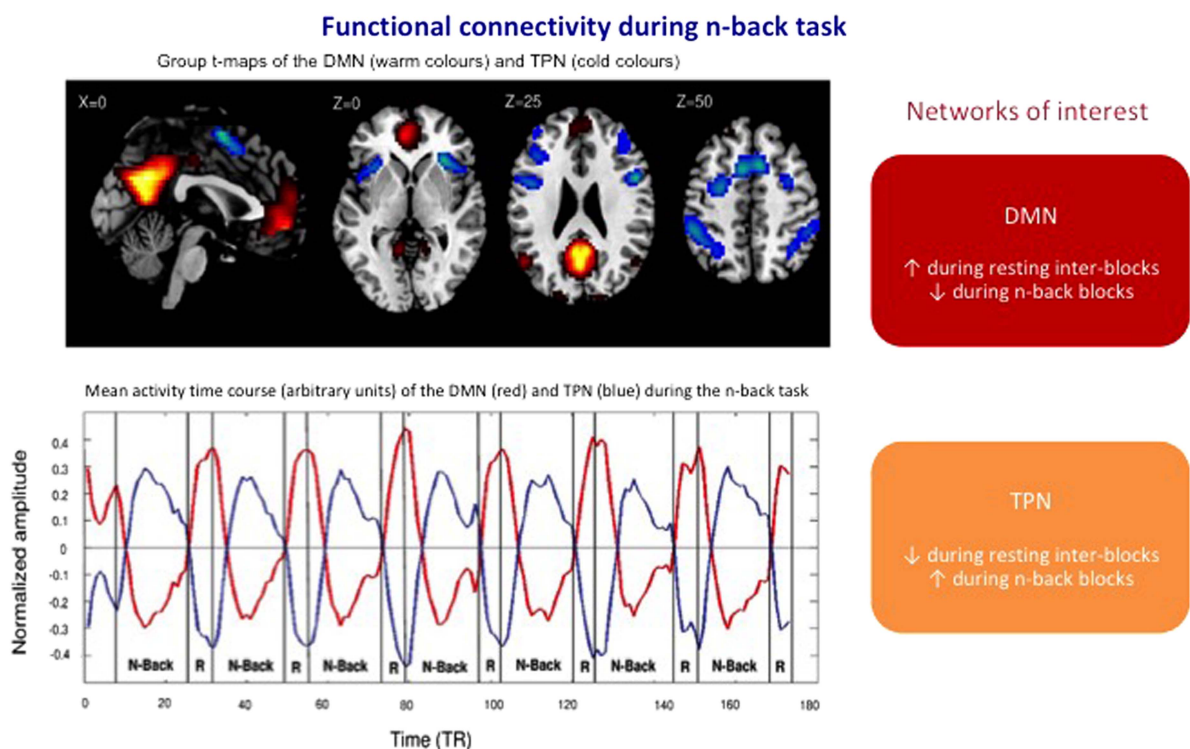 Functional connectivity during n-back task
Group t-maps of the DMN (warm colours) and TPN (cold colours)
X=0
Z=0
Z=25
Z=50
Networks of interest
DMN
↑ during resting inter-blocks
↓ during n-back blocks
Mean activity time course (arbitrary units) of the DMN (red) and TPN (blue) during the n-back task
Normalized amplitude
0.4
0.3
0.2
0.1
0
-0.1
-0.2
-0.3
-0.4
N-Back R N-Back R N-Back R N-Back R N-Back R N-Back R N-Back R
0 20 40 60 80 100 120 140 160 180
Time (TR)
TPN
↓ during resting inter-blocks
↑ during n-back blocks